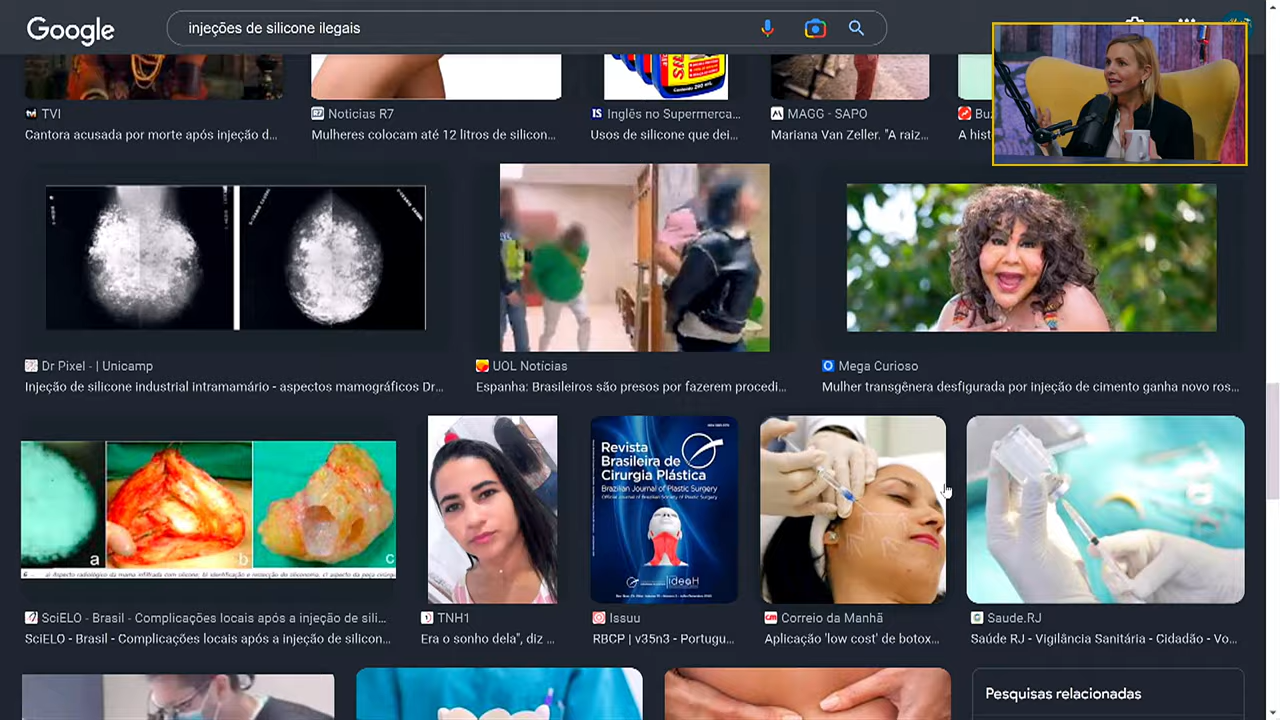 Google
injeções de silicone ilegais
TVI
Cantora acusada por morte após injeção d...
Noticias R7
Mulheres colocam até 12 litros de silicon...
Conteúdo 200 mL
Inglês no Supermerca...
Usos de silicone que dei...
MAGG - SAPO
Mariana Van Zeller. "A raiz...
A hist
Dr Pixel - | Unicamp
Injeção de silicone industrial intramamário - aspectos mamográficos Dr...
UOL Notícias
Espanha: Brasileiros são presos por fazerem procedi...
Mega Curioso
Mulher transgênera desfigurada por injeção de cimento ganha novo ros...
a
b
c
SciELO - Brasil - Complicações locais após a injeção de sili...
SciELO - Brasil - Complicações locais após a injeção de silicon...
TNH1
Era o sonho dela", diz ...
Revista
Brasileira de
Cirurgia Plástica
Brazilian Journal of Plastic Surgery
ideaH
Issuu
RBCP | v35n3 - Portugu...
Correio da Manhã
Aplicação 'low cost' de botox...
Saude.RJ
Saúde RJ - Vigilância Sanitária - Cidadão - Vo...
Pesquisas relacionadas